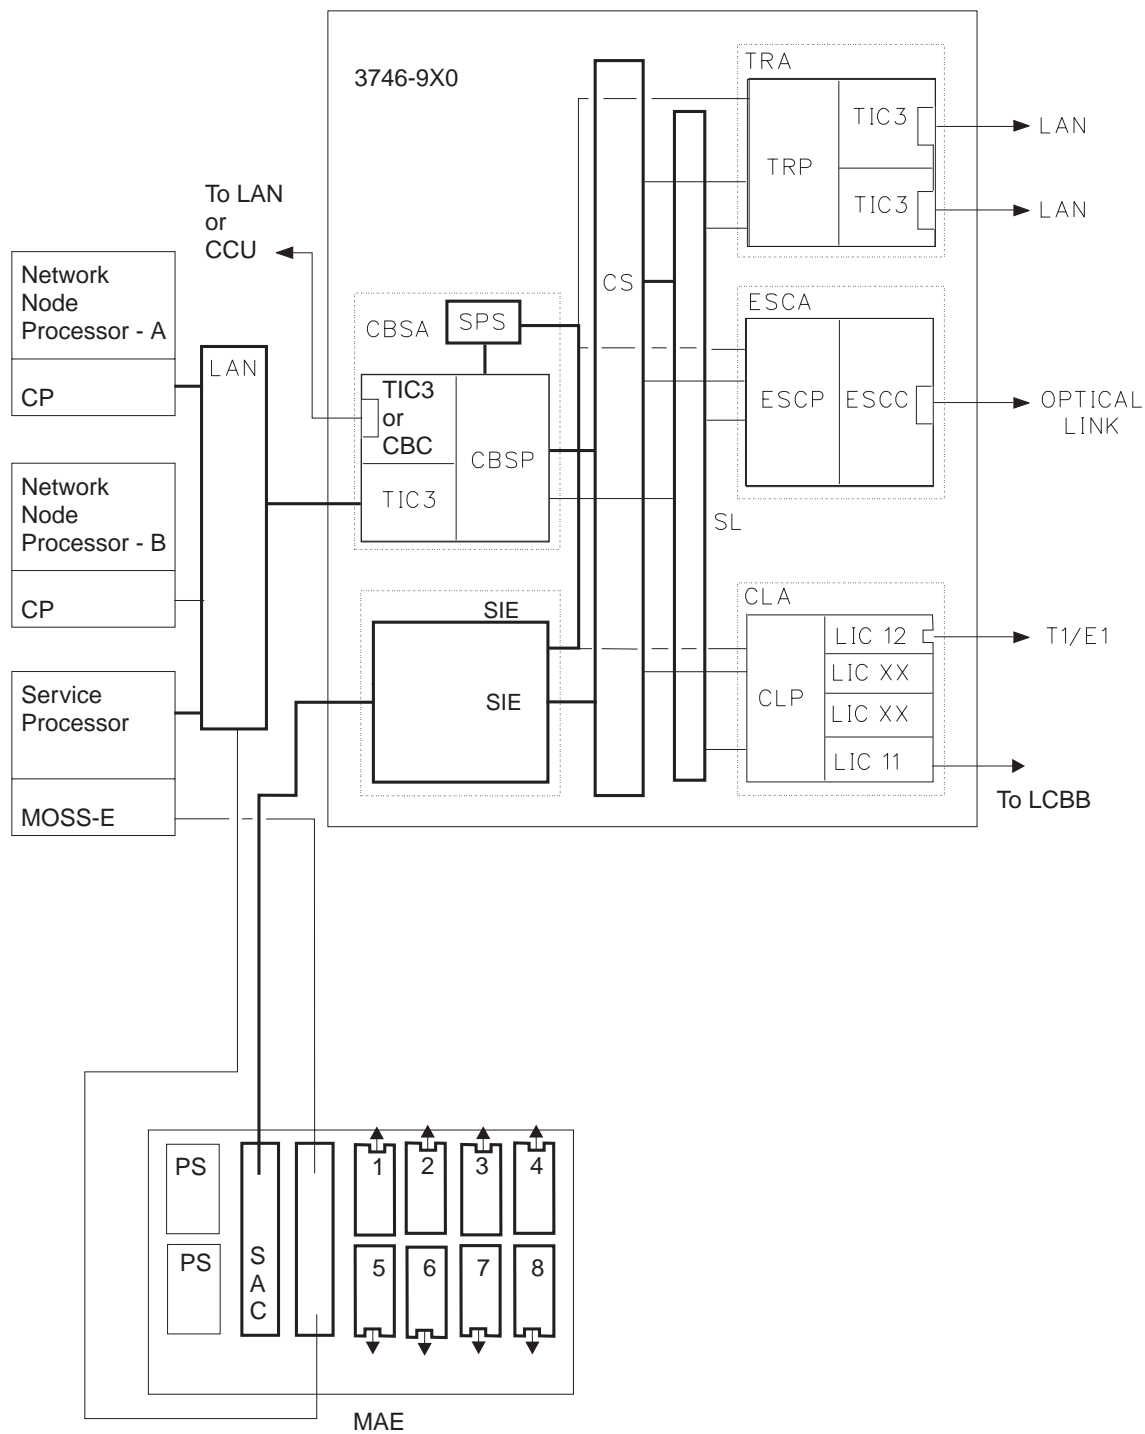 3746-9X0
TRA
TRP
TIC3
TIC3
LAN
LAN
To LAN
or
CCU
Network
Node
Processor - A
CP
LAN
CBSA
SPS
TIC3
or
CBC
TIC3
CBSP
CS
SL
ESCA
ESCP
ESCC
OPTICAL
LINK
Network
Node
Processor - B
CP
SIE
SIE
CLA
CLP
LIC 12
LIC XX
LIC XX
LIC 11
T1/E1
To LCBB
Service
Processor
MOSS-E
PS
PS
S
A
C
1
2
3
4
5
6
7
8
MAE